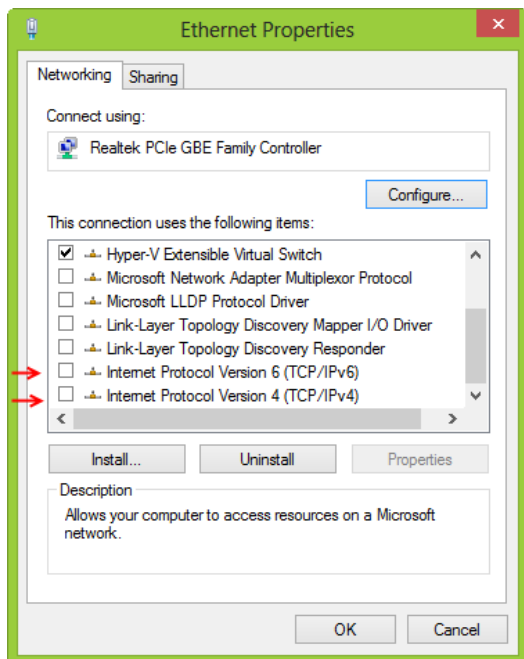 Ethernet Properties
Networking
Sharing
Connect using:
Realtek PCIe GBE Family Controller
Configure...
This connection uses the following items:
Hyper-V Extensible Virtual Switch
Microsoft Network Adapter Multiplexor Protocol
Microsoft LLDP Protocol Driver
Link-Layer Topology Discovery Mapper I/O Driver
Link-Layer Topology Discovery Responder
Internet Protocol Version 6 (TCP/IPv6)
Internet Protocol Version 4 (TCP/IPv4)
Install...
Uninstall
Properties
Description
Allows your computer to access resources on a Microsoft
network.
OK
Cancel